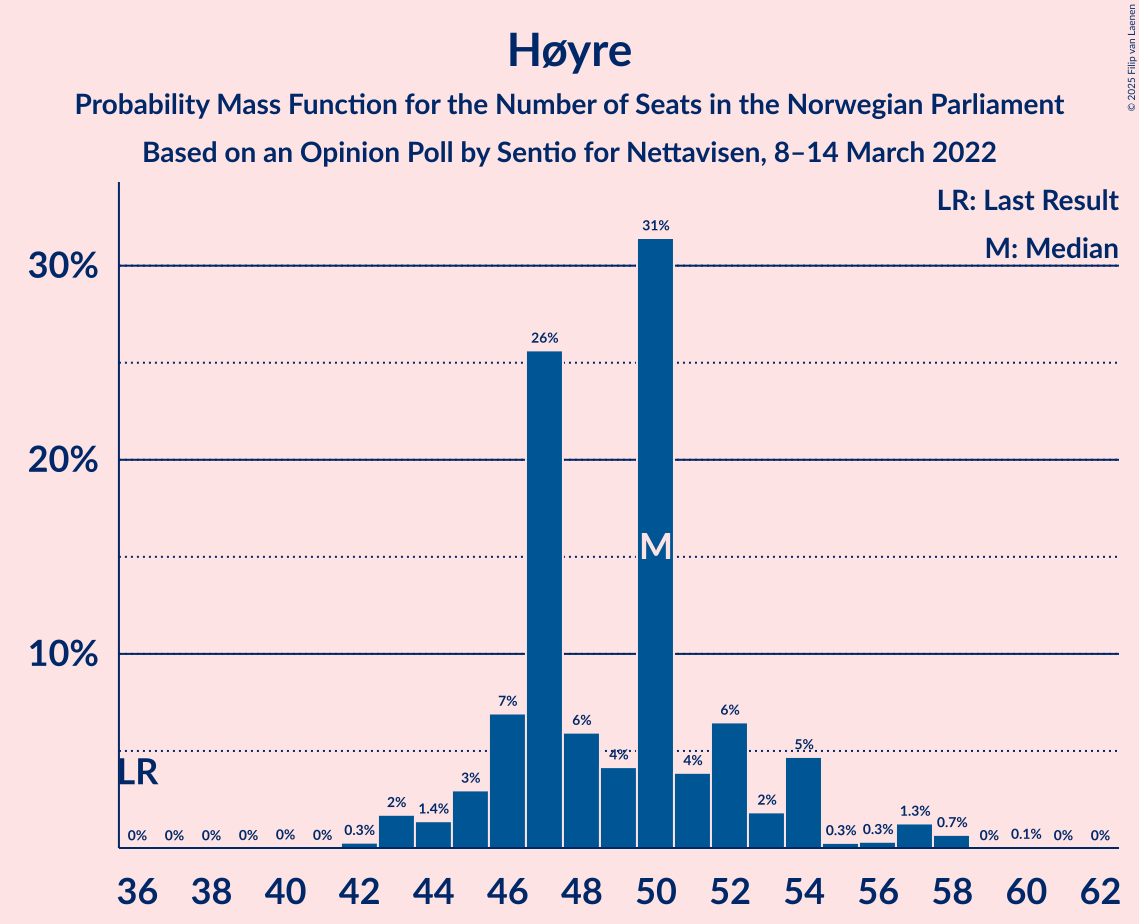 Høyre
Probability Mass Function for the Number of Seats in the Norwegian Parliament
Based on an Opinion Poll by Sentio for Nettavisen, 8–14 March 2022
© 2025 Filip van Laenen
LR: Last Result
M: Median
30%
20%
10%
31%
26%
7%
6%
6%
4%
4%
5%
3%
2%
1.4%
2%
0.3%
0.3%
0.3%
1.3%
0.7%
0% 0% 0% 0% 0% 0%
0% 0.1% 0% 0%
M
LR
36 38 40 42 44 46 48 50 52 54 56 58 60 62